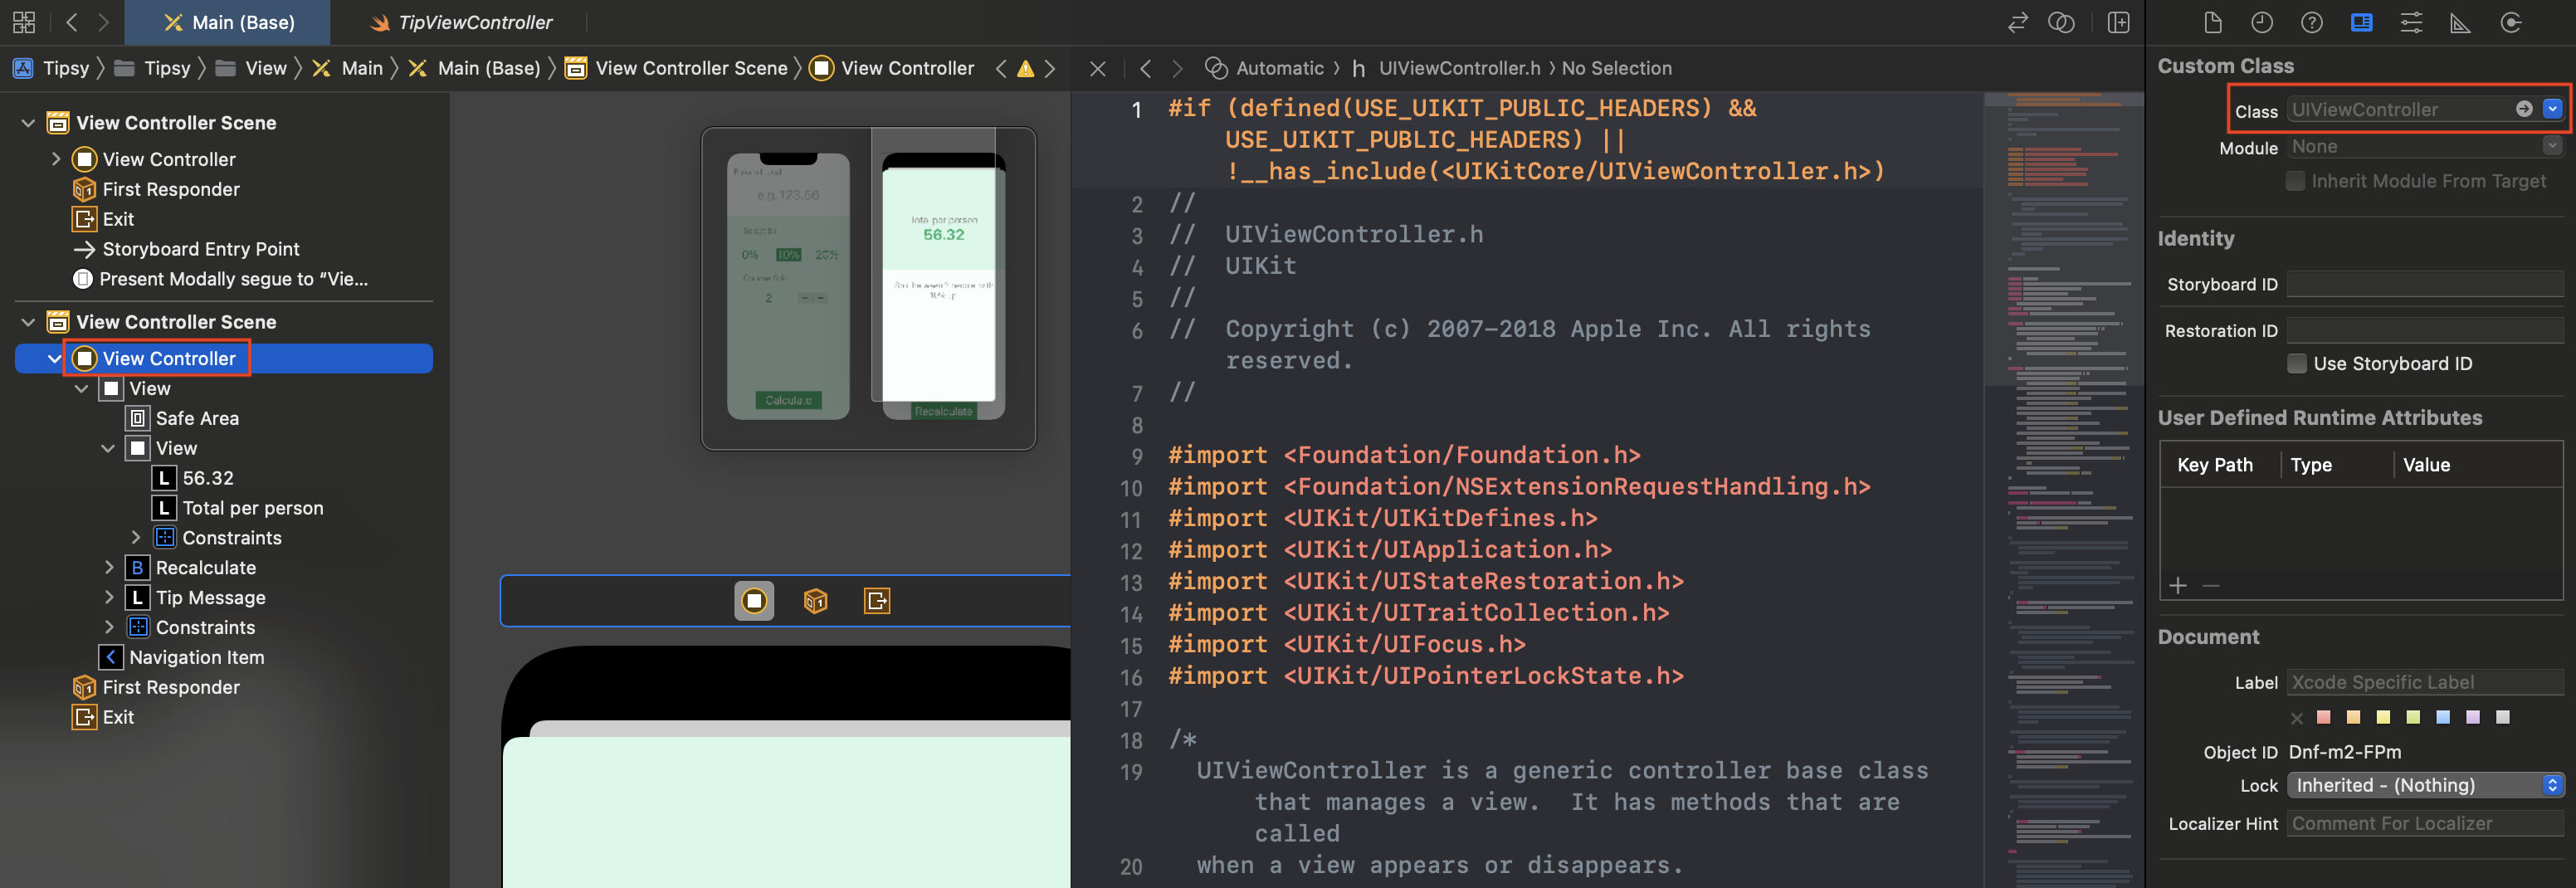 Main (Base)
TipViewController
Tipsy
Tipsy
View
Main
Main (Base)
View Controller Scene
View Controller
Automatic
h UIViewController.h
No Selection
View Controller Scene
View Controller
First Responder
Exit
Storyboard Entry Point
Present Modally segue to “Vie...
View Controller Scene
View Controller
View
Safe Area
View
L 56.32
L Total per person
Constraints
B Recalculate
L Tip Message
Constraints
Navigation Item
First Responder
Exit
e.g, 123.56
0% 10% 20%
2
Calculate
Total per person
56.32
Recalculate
1 #if (defined(USE_UIKIT_PUBLIC_HEADERS) &&
USE_UIKIT_PUBLIC_HEADERS) ||
!__has_include(<UIKitCore/UIViewController.h>)
2 //
3 // UIViewController.h
4 // UIKit
5 //
6 // Copyright (c) 2007-2018 Apple Inc. All rights
reserved.
7 //
8
9 #import <Foundation/Foundation.h>
10 #import <Foundation/NSExtensionRequestHandling.h>
11 #import <UIKit/UIKitDefines.h>
12 #import <UIKit/UIApplication.h>
13 #import <UIKit/UIStateRestoration.h>
14 #import <UIKit/UITraitCollection.h>
15 #import <UIKit/UIFocus.h>
16 #import <UIKit/UIPointerLockState.h>
17
18 /*
19 UIViewController is a generic controller base class
that manages a view. It has methods that are
called
20 when a view appears or disappears.
Custom Class
Class UIViewController
Module None
Inherit Module From Target
Identity
Storyboard ID
Restoration ID
Use Storyboard ID
User Defined Runtime Attributes
Key Path Type Value
Document
Label Xcode Specific Label
Object ID Dnf-m2-FPm
Lock Inherited - (Nothing)
Localizer Hint Comment For Localizer